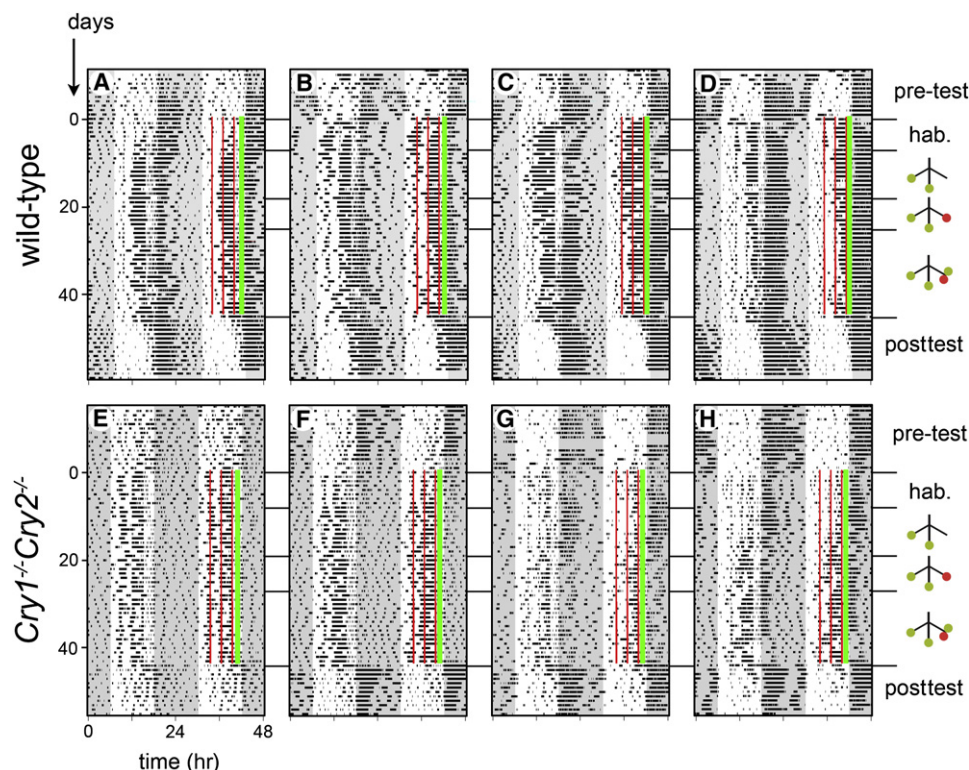 days
A B C D
pre-test
0
hab.
20
40
posttest
wild-type
E F G H
pre-test
0
hab.
20
40
posttest
Cry1-/-Cry2-/-
0 24 48
time (hr)